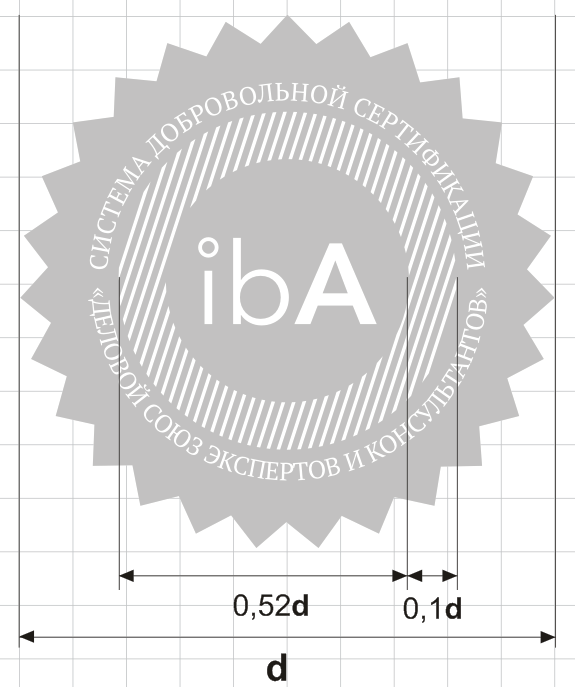 СИСТЕМА ДОБРОВОЛЬНОЙ СЕРТИФИКАЦИИ
ibA
«ДЕЛОВОЙ СОЮЗ ЭКСПЕРТОВ И КОНСУЛЬТАНТОВ»
0,52d
0,1d
d